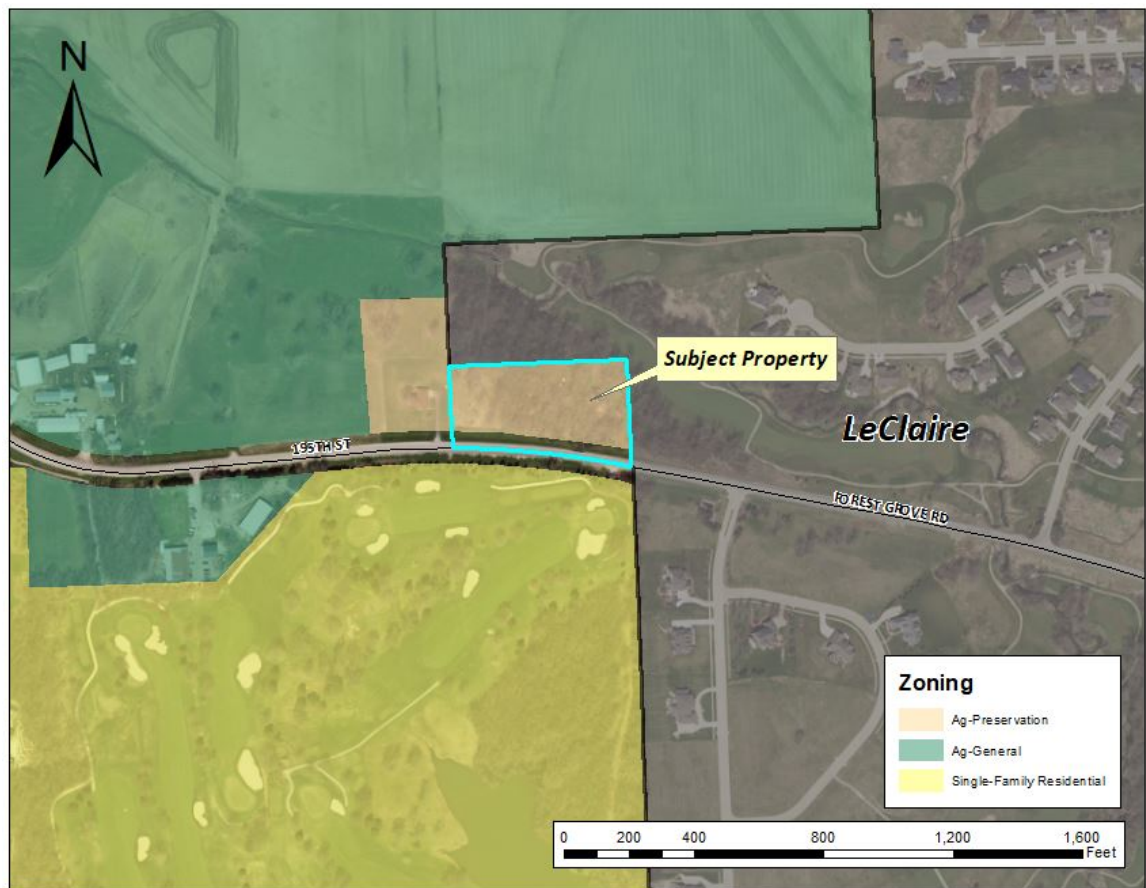 N
Subject Property
LeClaire
195TH ST
FOREST GROVE RD
Zoning
Ag-Preservation
Ag-General
Single-Family Residential
0 200 400 800 1,200 1,600
Feet